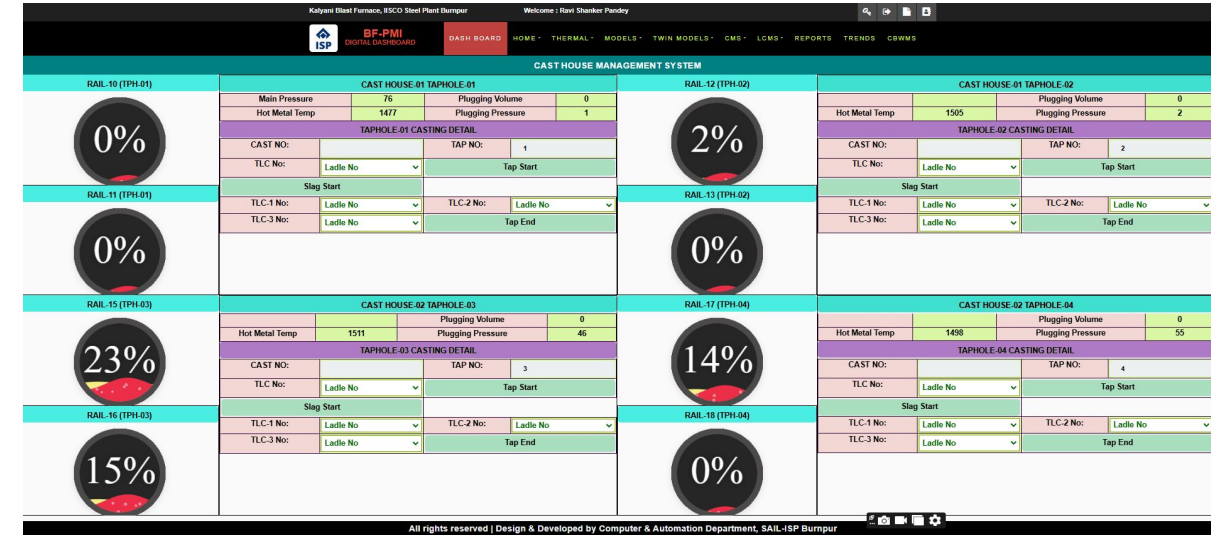 Kalyani Blast Furnace, IISCO Steel Plant Burnpur Welcome : Ravi Shanker Pandey
ISP BF-PMI DIGITAL DASHBOARD DASH BOARD HOME THERMAL MODELS TWIN MODELS CMS LCMS REPORTS TRENDS CBWMS
CAST HOUSE MANAGEMENT SYSTEM
RAIL-10 (TPH-01)
0%
RAIL-11 (TPH-01)
0%
CAST HOUSE-01 TAPHOLE-01
Main Pressure 76 Plugging Volume 0
Hot Metal Temp 1477 Plugging Pressure 1
TAPHOLE-01 CASTING DETAIL
CAST NO: TAP NO: 1
TLC No: Ladle No Tap Start
Slag Start
TLC-1 No: Ladle No TLC-2 No: Ladle No
TLC-3 No: Ladle No Tap End
RAIL-12 (TPH-02)
2%
RAIL-13 (TPH-02)
0%
CAST HOUSE-01 TAPHOLE-02
Plugging Volume 0
Hot Metal Temp 1505 Plugging Pressure 2
TAPHOLE-02 CASTING DETAIL
CAST NO: TAP NO: 2
TLC No: Ladle No Tap Start
Slag Start
TLC-1 No: Ladle No TLC-2 No: Ladle No
TLC-3 No: Ladle No Tap End
RAIL-15 (TPH-03)
23%
RAIL-16 (TPH-03)
15%
CAST HOUSE-02 TAPHOLE-03
Plugging Volume 0
Hot Metal Temp 1511 Plugging Pressure 46
TAPHOLE-03 CASTING DETAIL
CAST NO: TAP NO: 3
TLC No: Ladle No Tap Start
Slag Start
TLC-1 No: Ladle No TLC-2 No: Ladle No
TLC-3 No: Ladle No Tap End
RAIL-17 (TPH-04)
14%
RAIL-18 (TPH-04)
0%
CAST HOUSE-02 TAPHOLE-04
Plugging Volume 0
Hot Metal Temp 1498 Plugging Pressure 55
TAPHOLE-04 CASTING DETAIL
CAST NO: TAP NO: 4
TLC No: Ladle No Tap Start
Slag Start
TLC-1 No: Ladle No TLC-2 No: Ladle No
TLC-3 No: Ladle No Tap End
All rights reserved | Design & Developed by Computer & Automation Department, SAIL-ISP Burnpur